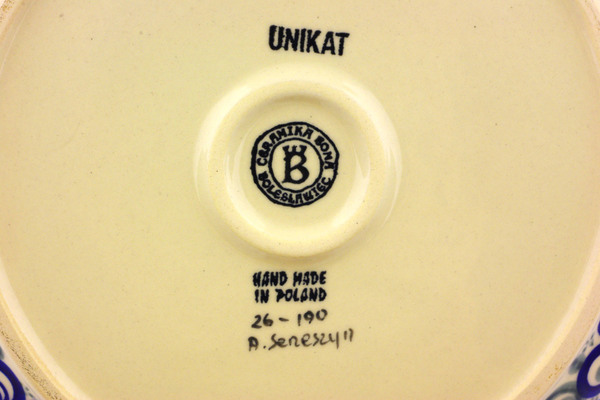 UNIKAT
CERAMIKA BONA
B
BOLESŁAWIEC
HAND MADE
IN POLAND
26-190